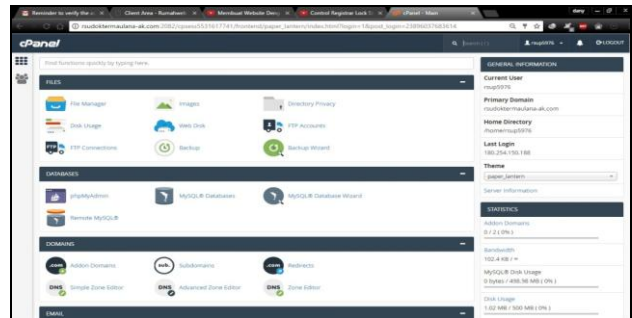 Reminder to verify the
Client Area - Rumahweb
Membuat Website Deng
Control Registrar Lock S
cPanel - Main
dany
rsudoktermaulana-ak.com:2082
cPanel
rsup5976
LOGOUT
Find functions quickly by typing here.
FILES
File Manager
Images
Directory Privacy
Disk Usage
Web Disk
FTP Accounts
FTP Connections
Backup
Backup Wizard
DATABASES
phpMyAdmin
MySQL® Databases
MySQL® Database Wizard
Remote MySQL®
DOMAINS
Addon Domains
Subdomains
Redirects
Simple Zone Editor
Advanced Zone Editor
Zone Editor
EMAIL
GENERAL INFORMATION
Current User
rsup5976
Primary Domain
rsudoktermaulana-ak.com
Home Directory
/home/rsup5976
Last Login
180.254.150.188
Theme
paper_lantern
Server Information
STATISTICS
Addon Domains
0 / 2 ( 0% )
Bandwidth
102.4 KB / ∞
MySQL® Disk Usage
0 bytes / 498.98 MB ( 0% )
Disk Usage
1.02 MB / 500 MB ( 0% )